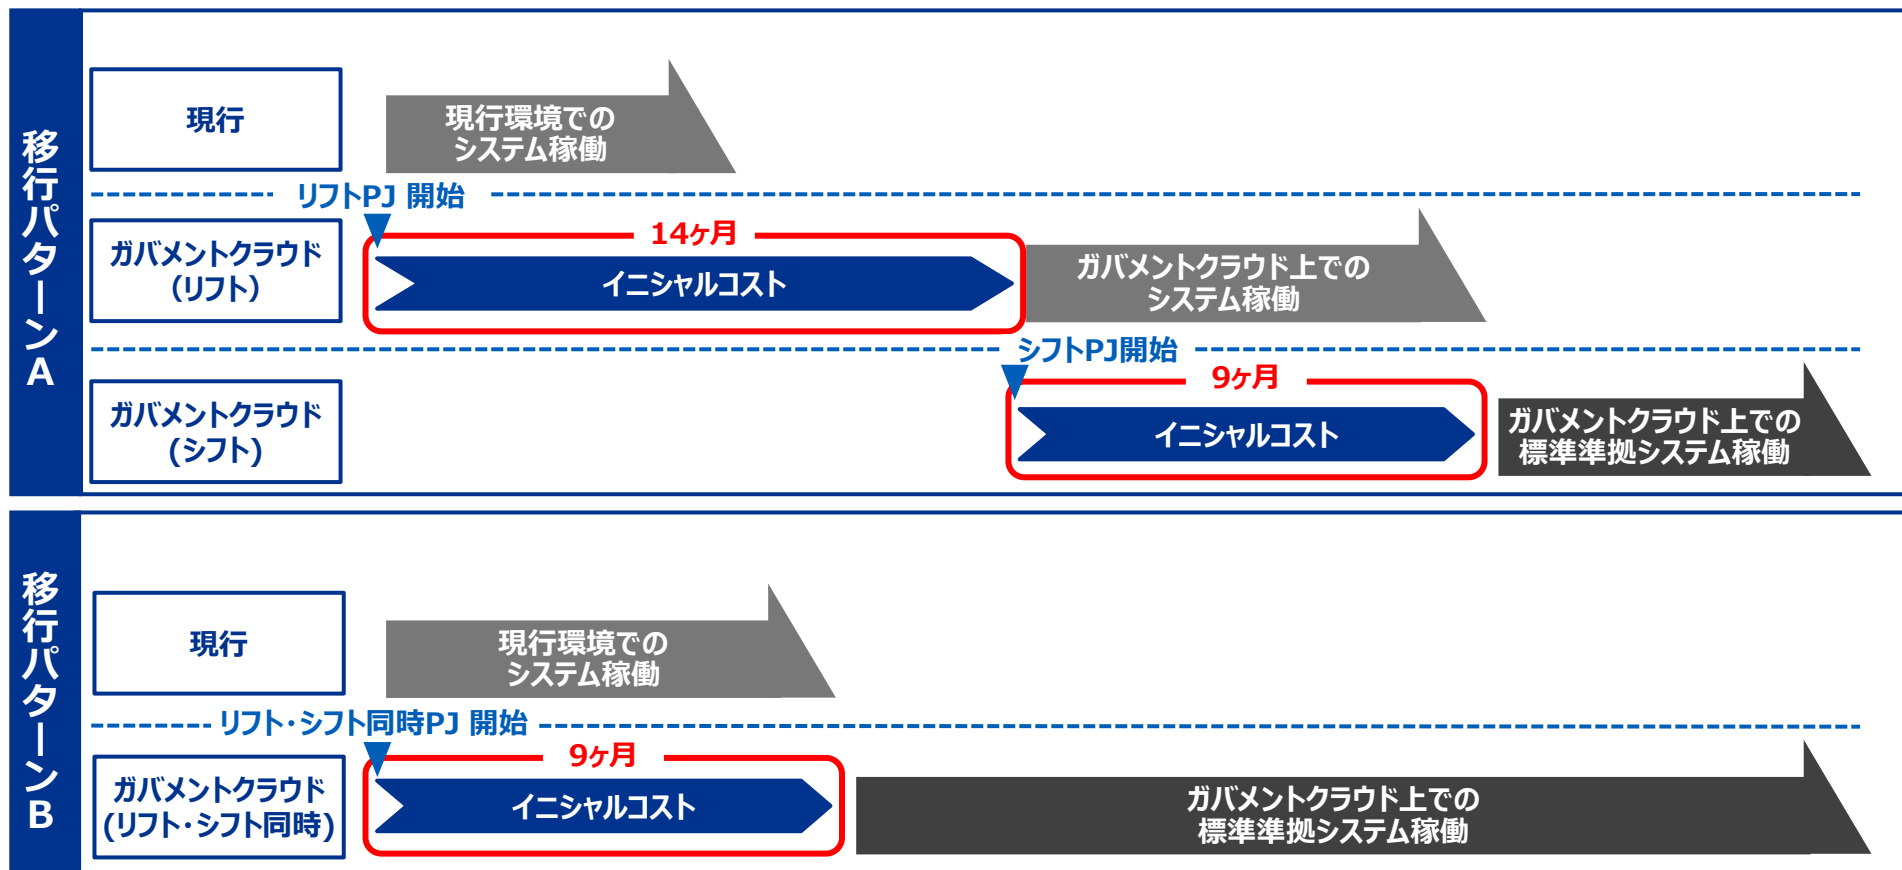 移行パターンA
現行
現行環境での
システム稼働
リフトPJ 開始
ガバメントクラウド
(リフト)
14ヶ月
イニシャルコスト
ガバメントクラウド上での
システム稼働
シフトPJ開始
ガバメントクラウド
(シフト)
9ヶ月
イニシャルコスト
ガバメントクラウド上での
標準準拠システム稼働
移行パターンB
現行
現行環境での
システム稼働
リフト・シフト同時PJ 開始
ガバメントクラウド
(リフト・シフト同時)
9ヶ月
イニシャルコスト
ガバメントクラウド上での
標準準拠システム稼働